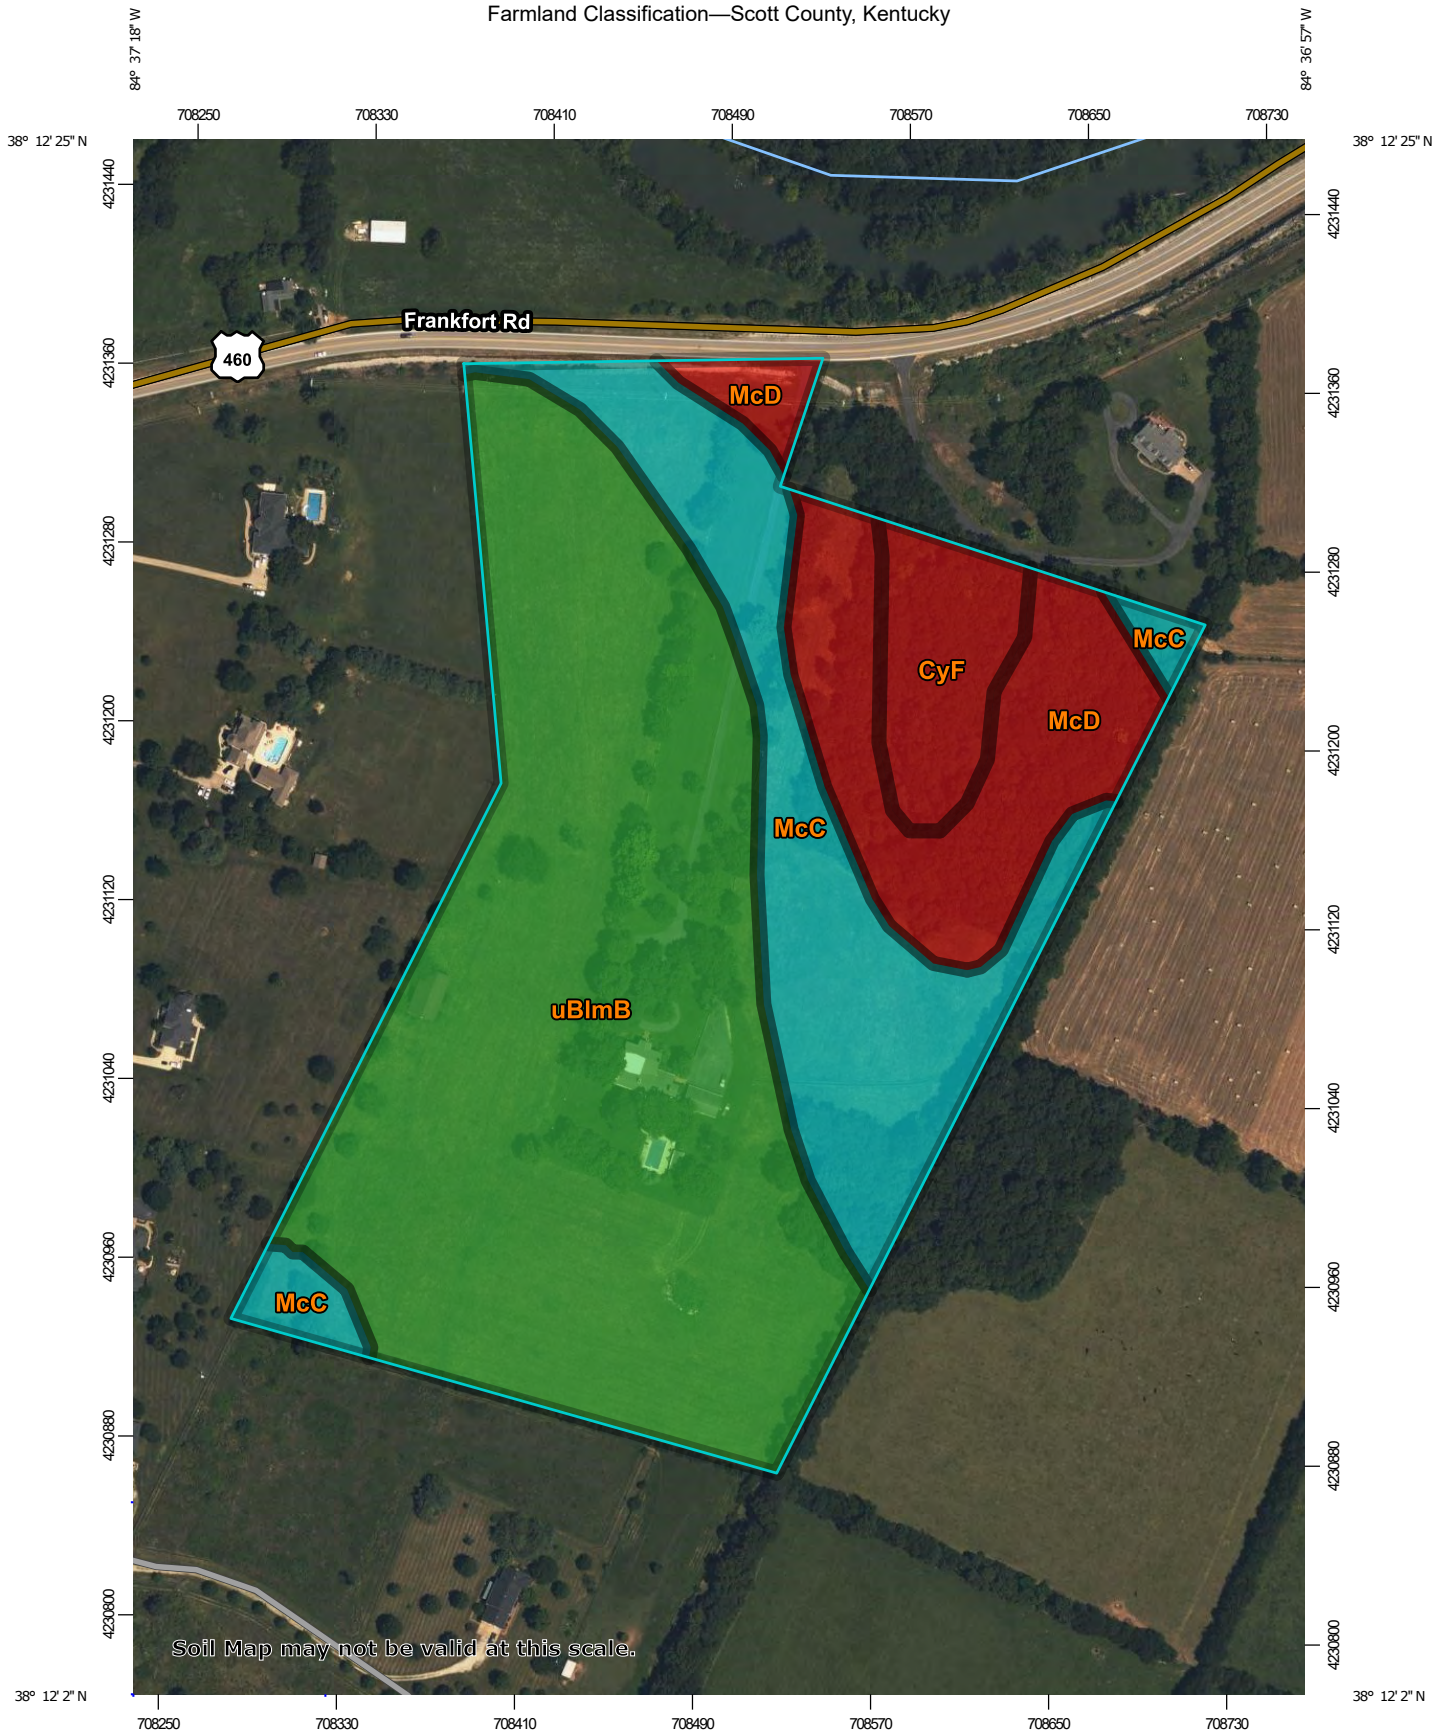 Farmland Classification—Scott County, Kentucky
84° 37' 18" W
84° 36' 57" W
708250 708330 708410 708490 708570 708650 708730
38° 12' 25" N
38° 12' 25" N
4231440
4231440
Frankfort Rd
460
4231360
4231360
McD
4231280
4231280
McC
CyF
McD
4231200
4231200
McC
4231120
4231120
uBlmB
4231040
4231040
4230960
4230960
McC
4230880
4230880
4230800
4230800
Soil Map may not be valid at this scale.
38° 12' 2" N
38° 12' 2" N
708250 708330 708410 708490 708570 708650 708730